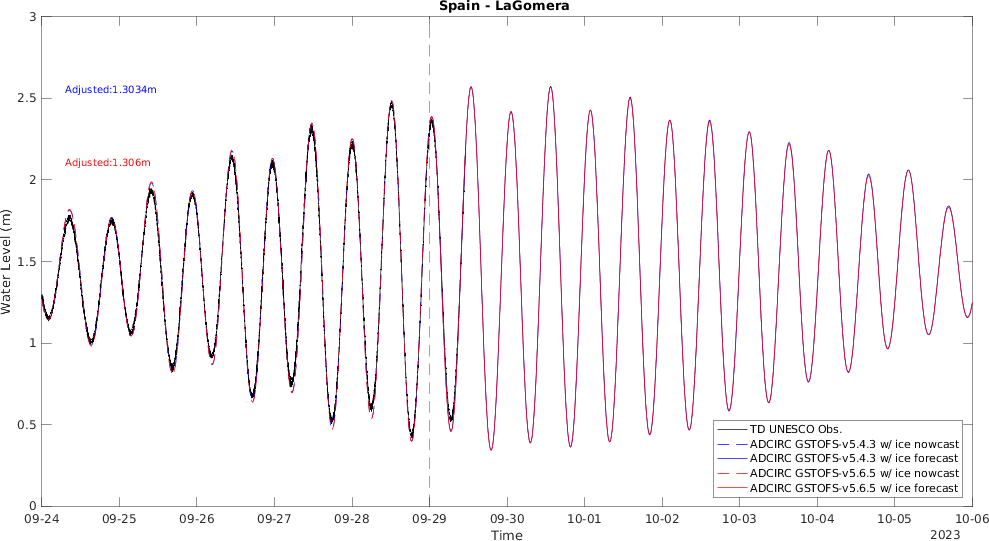 Spain - LaGomera
3
2.5
2
1.5
1
0.5
0
Water Level (m)
Adjusted:1.3034m
Adjusted:1.306m
TD UNESCO Obs.
ADCIRC GSTOFS-v5.4.3 w/ ice nowcast
ADCIRC GSTOFS-v5.4.3 w/ ice forecast
ADCIRC GSTOFS-v5.6.5 w/ ice nowcast
ADCIRC GSTOFS-v5.6.5 w/ ice forecast
09-24 09-25 09-26 09-27 09-28 09-29 09-30 10-01 10-02 10-03 10-04 10-05 10-06
Time
2023